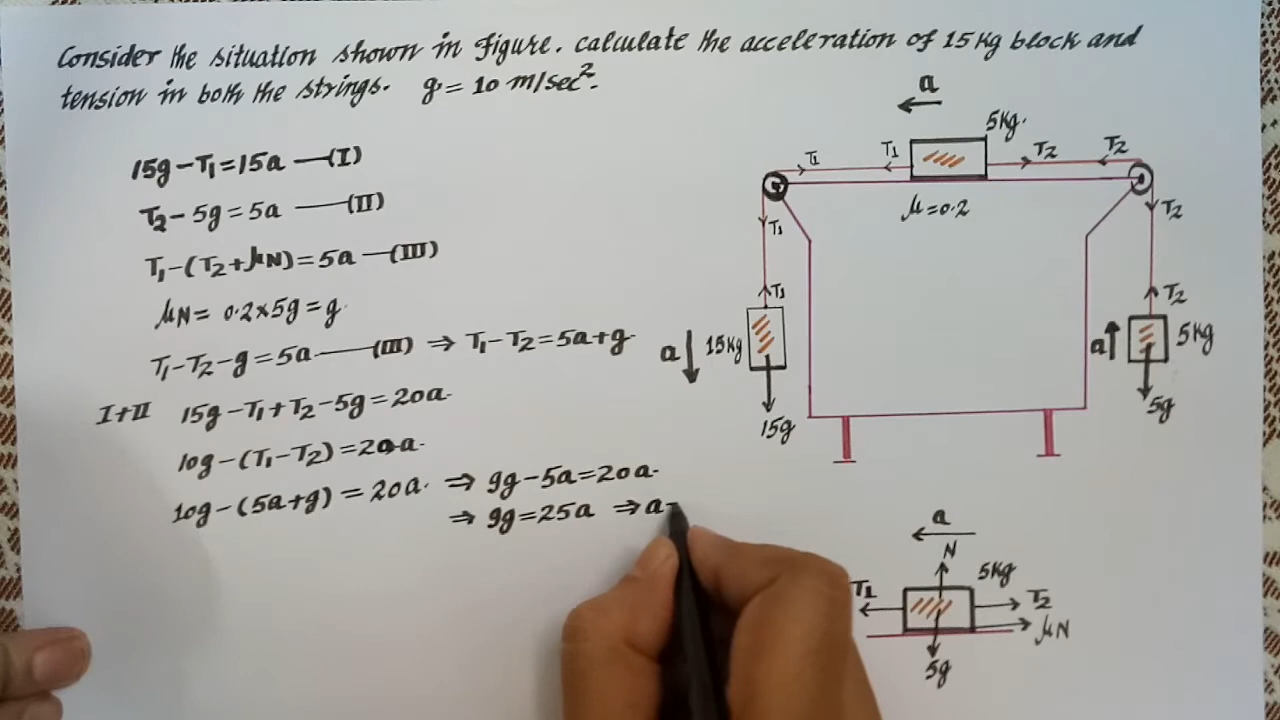 Consider the situation shown in figure. calculate the acceleration of 15 Kg block and
tension in both the strings. g = 10 m/sec².
15g - T₁ = 15a —(I)
T₂ - 5g = 5a —(II)
T₁ - (T₂ + μN) = 5a —(III)
μN = 0.2 × 5g = g
T₁ - T₂ - g = 5a —(III) ⇒ T₁ - T₂ = 5a + g
I + II 15g - T₁ + T₂ - 5g = 20a
10g - (T₁ - T₂) = 20a
10g - (5a + g) = 20a ⇒ 9g - 5a = 20a
⇒ 9g = 25a ⇒ a =
a
5Kg.
T₁ T₁ T₂ T₂
μ = 0.2
T₁ T₂
T₁ T₂
a 15Kg a 5Kg
15g 5g
a
N
5Kg
T₁ T₂
μN
5g